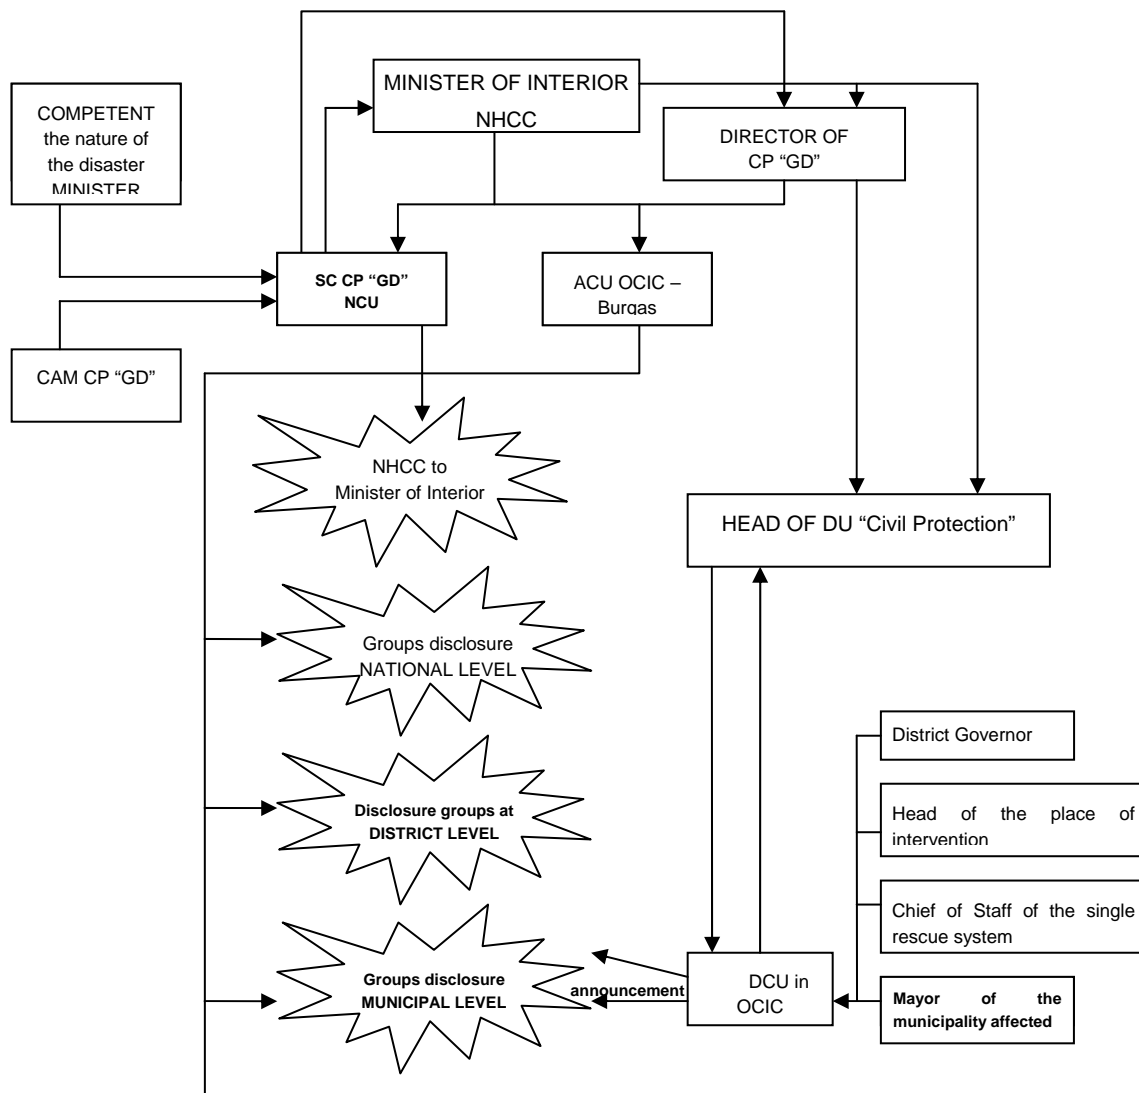 MINISTER OF INTERIOR
NHCC
COMPETENT
the nature of
the disaster
MINISTER
DIRECTOR OF
CP “GD”
SC CP “GD”
NCU
ACU OCIC –
Burgas
CAM CP “GD”
NHCC to
Minister of Interior
HEAD OF DU “Civil Protection”
Groups disclosure
NATIONAL LEVEL
District Governor
Head of the place of
intervention
Disclosure groups at
DISTRICT LEVEL
Chief of Staff of the single
rescue system
Groups disclosure
MUNICIPAL LEVEL
announcement
DCU in
OCIC
Mayor of the
municipality affected